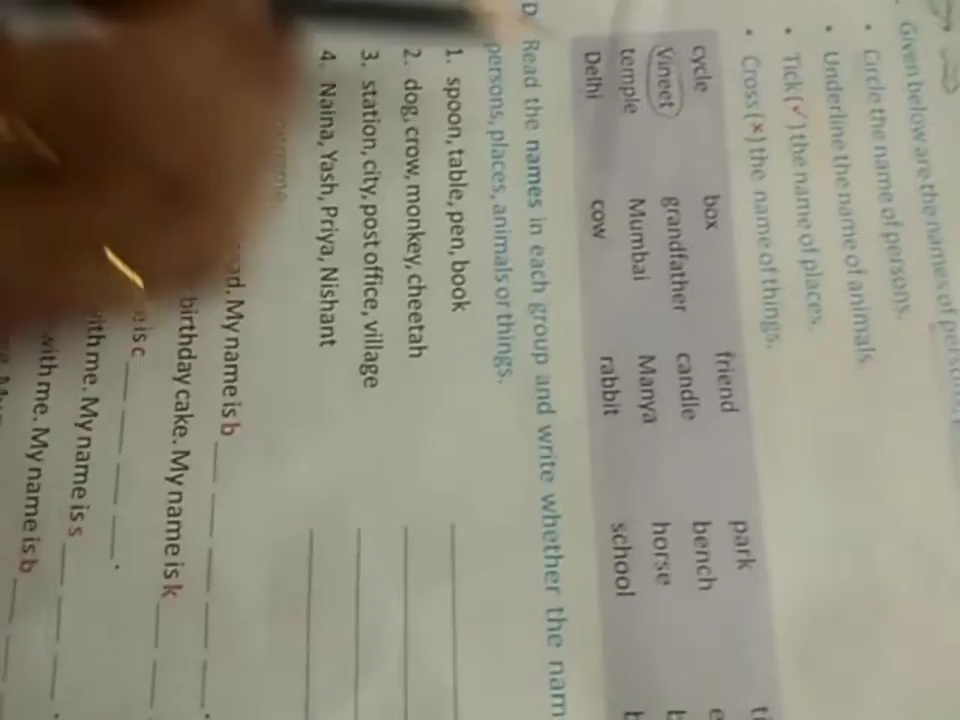 Given below are the names of
• Circle the name of persons.
• Underline the name of animals.
• Tick (✓) the name of places.
• Cross (×) the name of things.
cycle box friend park
Vineet grandfather candle bench
temple Mumbai Manya horse
Delhi cow rabbit school
D Read the names in each group and write whether the nam
persons, places, animals or things.
1. spoon, table, pen, book
2. dog, crow, monkey, cheetah
3. station, city, post office, village
4. Naina, Yash, Priya, Nishant
My name is b
birthday cake. My name is k
e is c
with me. My name is s
with me. My name is b